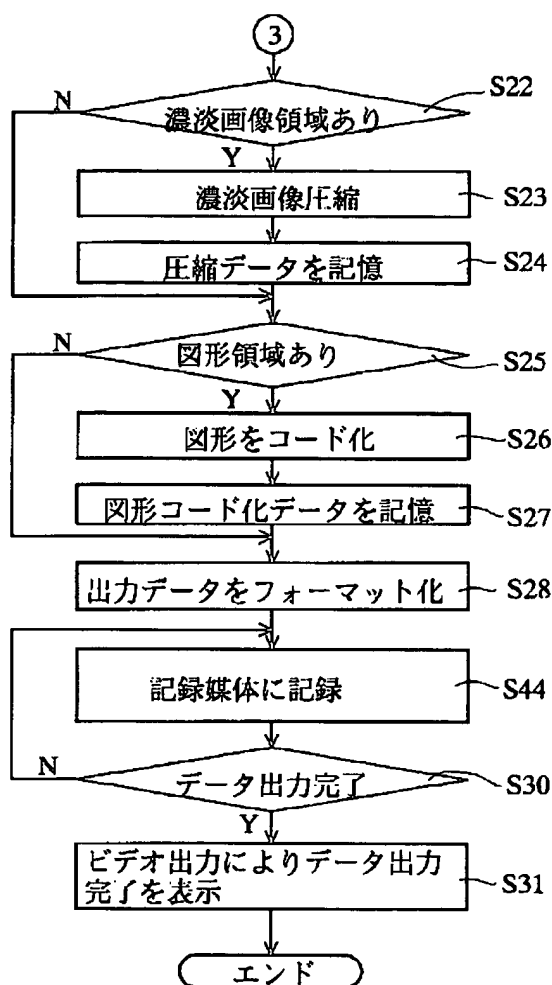 3
N
濃淡画像領域あり
S22
Y
濃淡画像圧縮
S23
圧縮データを記憶
S24
N
図形領域あり
S25
Y
図形をコード化
S26
図形コード化データを記憶
S27
出力データをフォーマット化
S28
記録媒体に記録
S44
N
データ出力完了
S30
Y
ビデオ出力によりデータ出力
完了を表示
S31
エンド